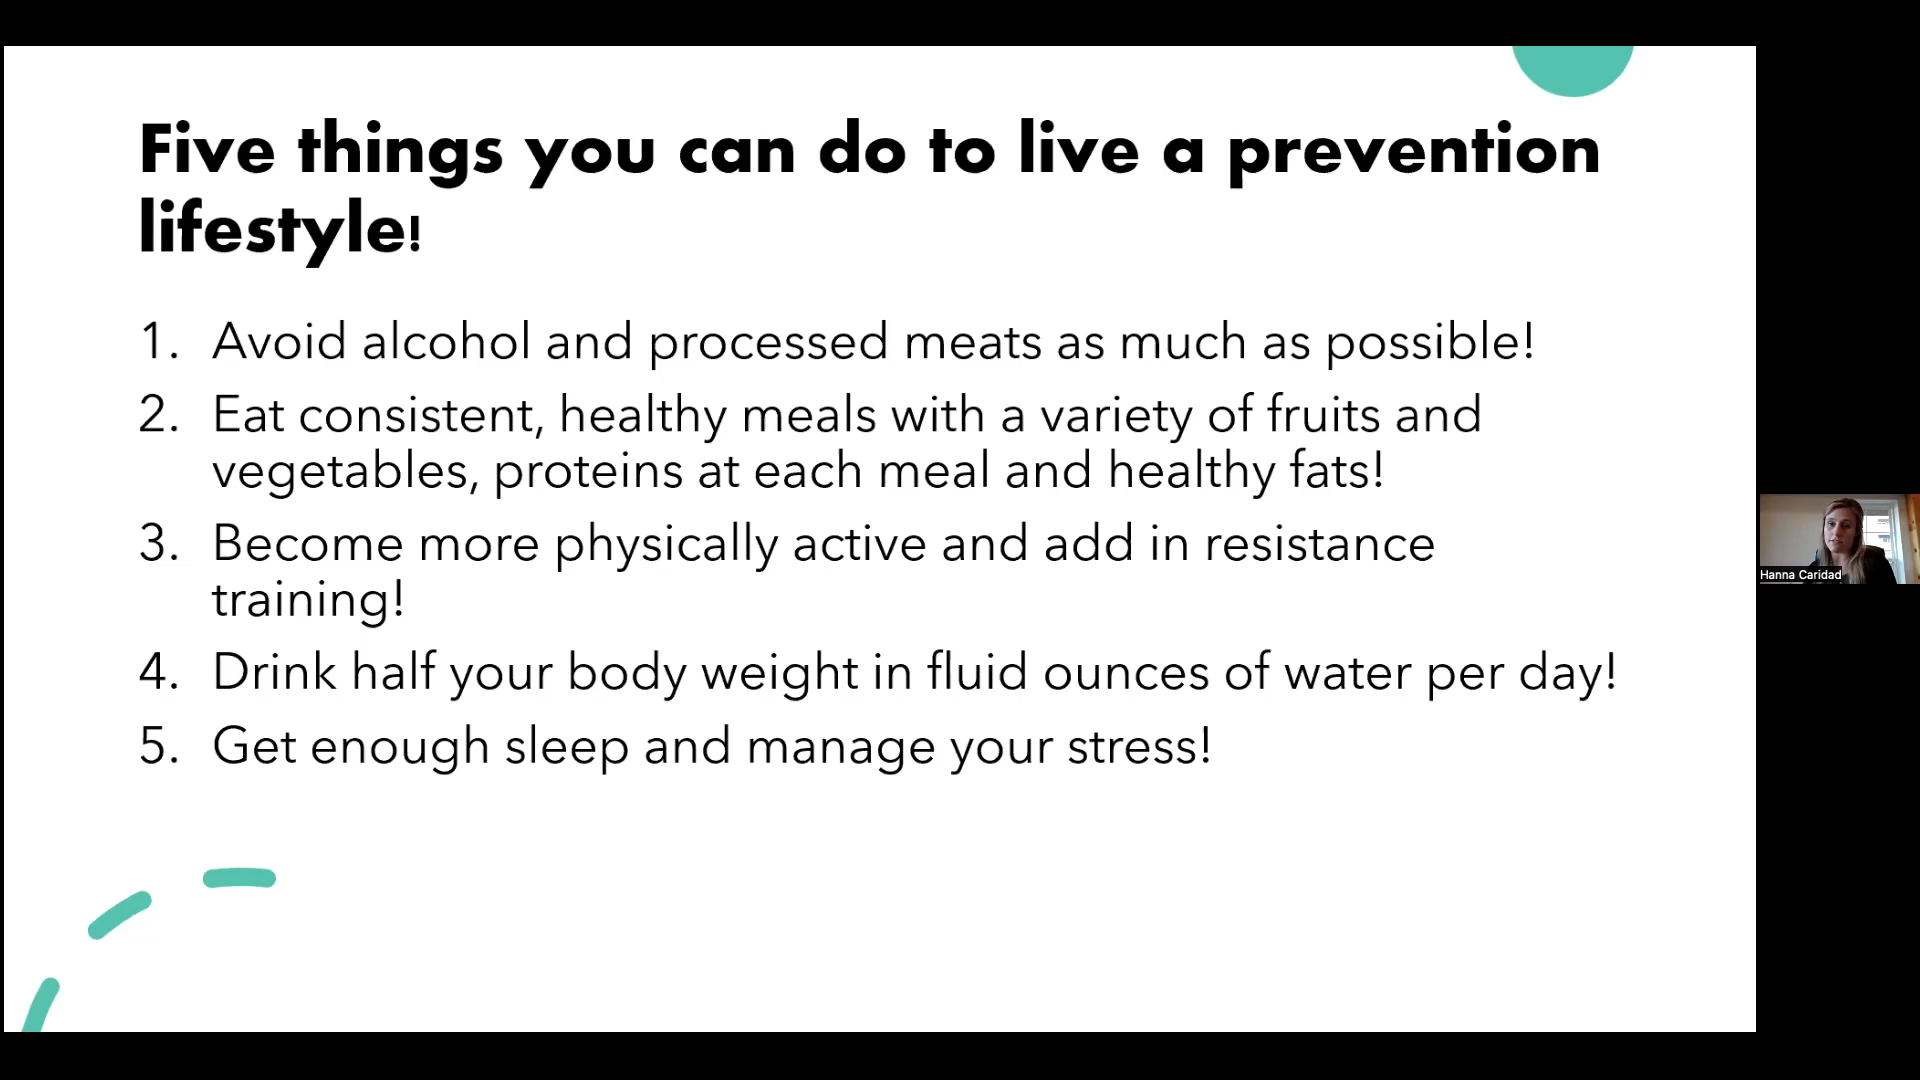 Five things you can do to live a prevention
lifestyle!
1. Avoid alcohol and processed meats as much as possible!
2. Eat consistent, healthy meals with a variety of fruits and
vegetables, proteins at each meal and healthy fats!
3. Become more physically active and add in resistance
training!
4. Drink half your body weight in fluid ounces of water per day!
5. Get enough sleep and manage your stress!
Hanna Caridad